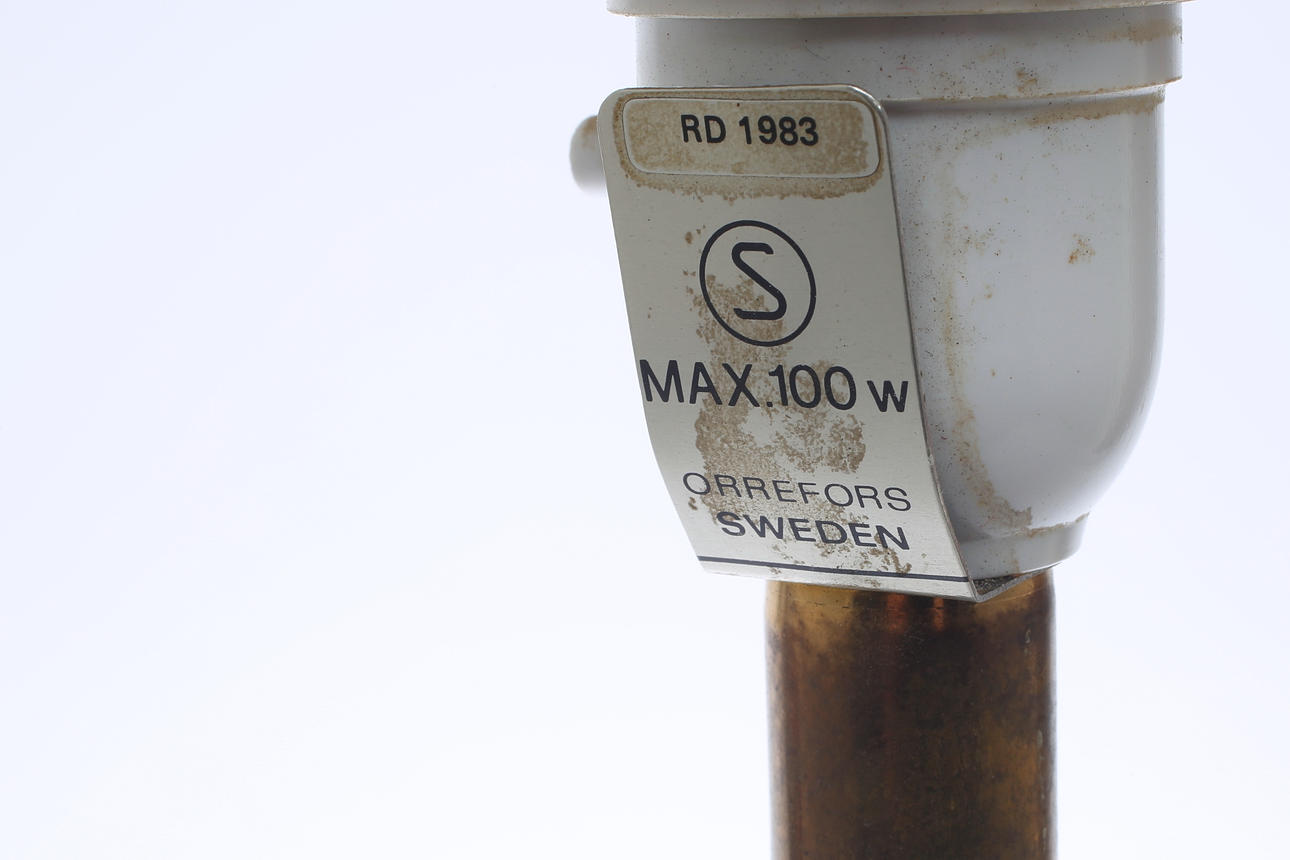 RD 1983
S
MAX.100 W
ORREFORS
SWEDEN